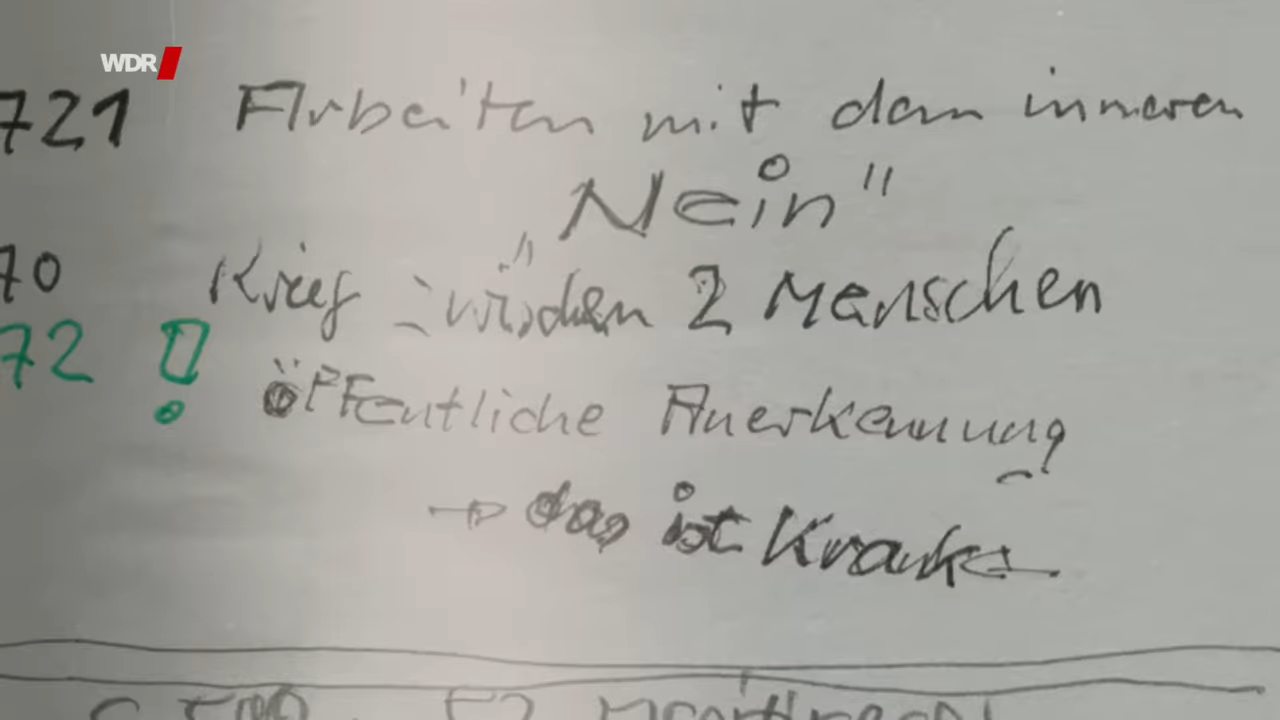 WDR
721 Arbeiten mit dem inneren
"Nein"
70 Krieg zwischen 2 Menschen
72 ! öffentliche Anerkennung
→ das ist Krank